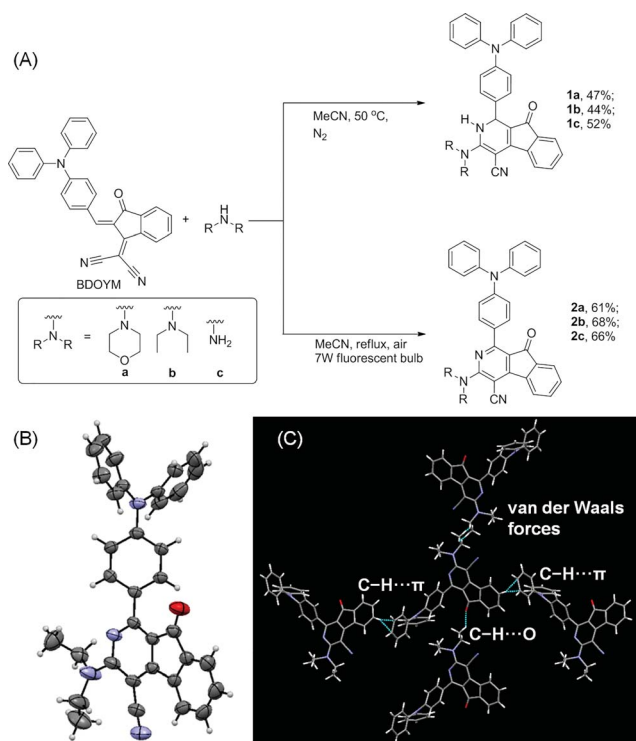 (A)
N
N
O
N
N
BDOYM
+
H
N
R R
MeCN, 50 °C,
N2
N
H
N
O
N
R
R
CN
1a, 47%;
1b, 44%;
1c, 52%
MeCN, reflux, air
7W fluorescent bulb
N
N
O
N
R
R
CN
2a, 61%;
2b, 68%;
2c, 66%
R N R =
N
O
a
N
b
NH2
c
(B)
(C)
van der Waals
forces
C–H···π
C–H···π
C–H···O